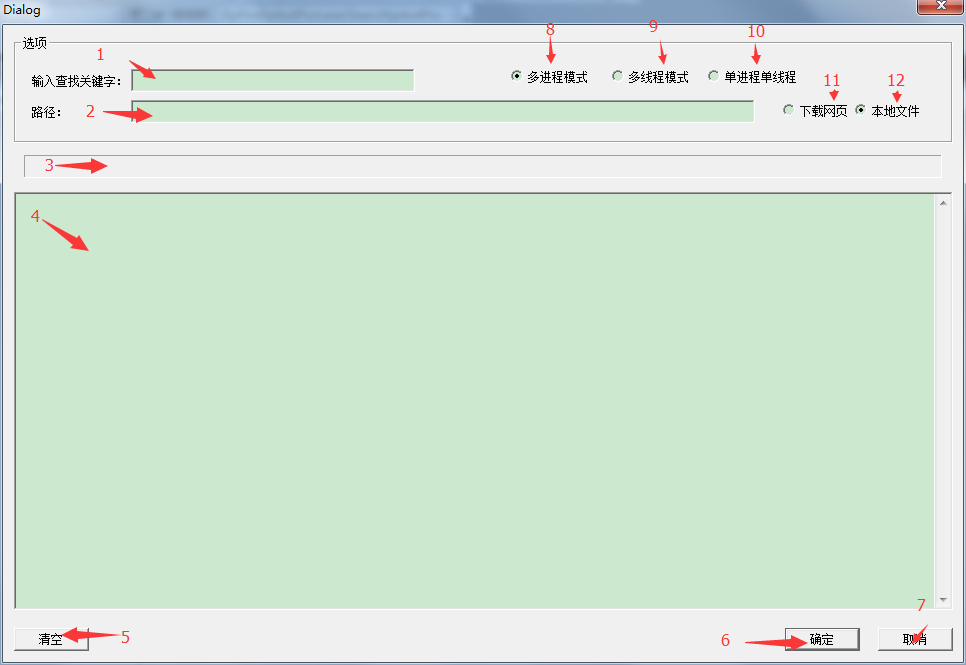 Dialog
选项
8
9
10
1
输入查找关键字:
多进程模式
多线程模式
单进程单线程
11
12
路径:
2
下载网页
本地文件
3
4
7
清空
5
6
确定
取消